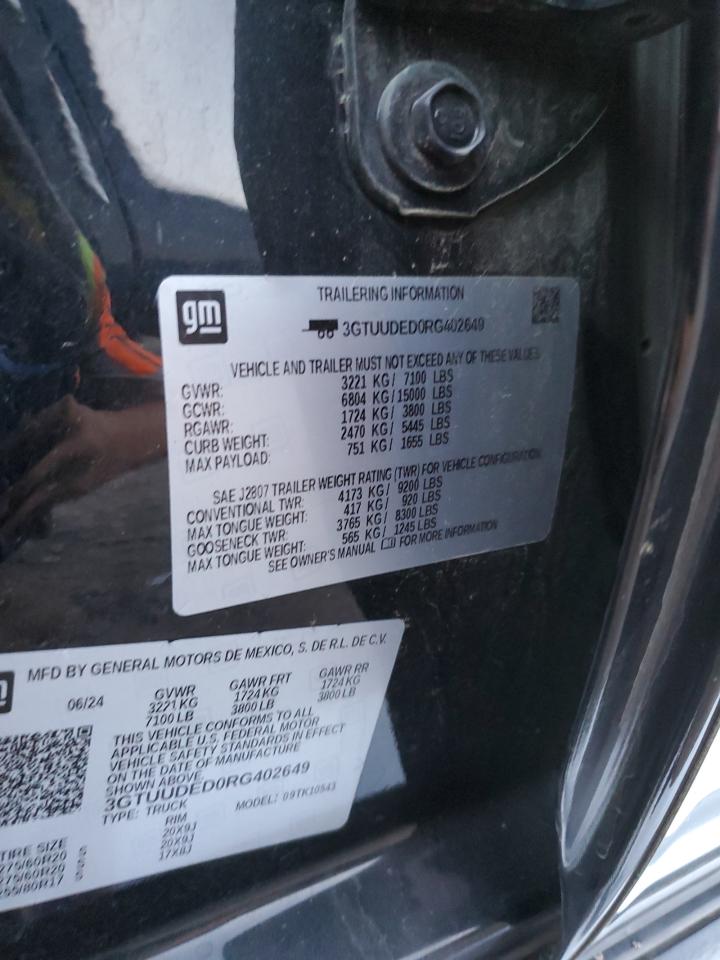 gm
TRAILERING INFORMATION
3GTUUDED0RG402649
VEHICLE AND TRAILER MUST NOT EXCEED ANY OF THESE VALUES
GVWR: 3221 KG/ 7100 LBS
GCWR: 6804 KG/15000 LBS
RGAWR: 1724 KG/ 3800 LBS
CURB WEIGHT: 2470 KG/ 5445 LBS
MAX PAYLOAD: 751 KG/ 1655 LBS
SAE J2807 TRAILER WEIGHT RATING (TWR) FOR VEHICLE CONFIGURATION
CONVENTIONAL TWR: 4173 KG/ 9200 LBS
MAX TONGUE WEIGHT: 417 KG/ 920 LBS
GOOSENECK TWR: 3765 KG/ 8300 LBS
MAX TONGUE WEIGHT: 565 KG/ 1245 LBS
SEE OWNER'S MANUAL FOR MORE INFORMATION
MFD BY GENERAL MOTORS DE MEXICO, S. DE R.L. DE C.V.
06/24 GVWR GAWR FRT GAWR RR
3221 KG 1724 KG 1724 KG
7100 LB 3800 LB 3800 LB
THIS VEHICLE CONFORMS TO ALL
APPLICABLE U.S. FEDERAL MOTOR
VEHICLE SAFETY STANDARDS IN EFFECT
ON THE DATE OF MANUFACTURE
SHOWN ABOVE.
3GTUUDED0RG402649
TYPE: TRUCK MODEL: 09TK10543
TIRE SIZE RIM
275/60R20 20X9J
275/60R20 20X9J
255/80R17 17X8J